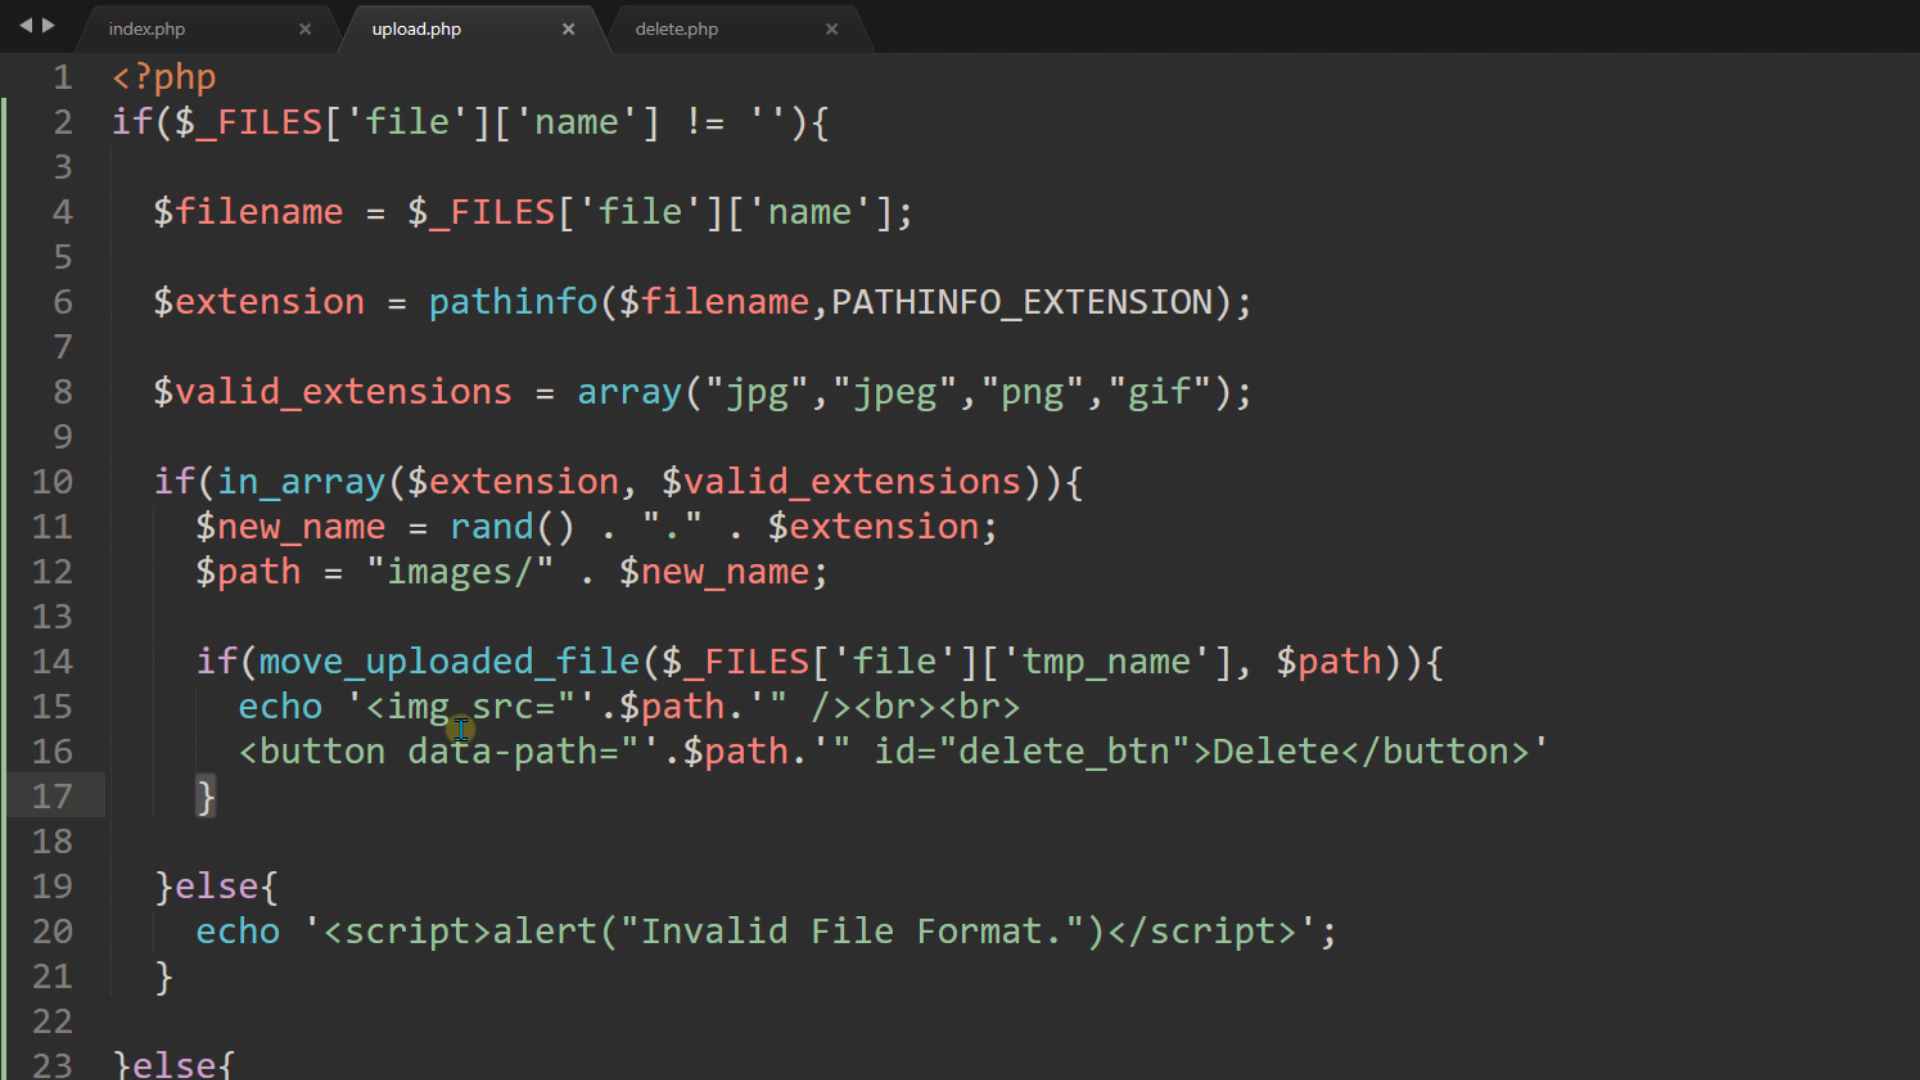 index.php × upload.php × delete.php ×
1 <?php
2 if($_FILES['file']['name'] != ''){
3
4 $filename = $_FILES['file']['name'];
5
6 $extension = pathinfo($filename,PATHINFO_EXTENSION);
7
8 $valid_extensions = array("jpg","jpeg","png","gif");
9
10 if(in_array($extension, $valid_extensions)){
11 $new_name = rand() . "." . $extension;
12 $path = "images/" . $new_name;
13
14 if(move_uploaded_file($_FILES['file']['tmp_name'], $path)){
15 echo '<img src="'.$path.'" /><br><br>
16 <button data-path="'.$path.'" id="delete_btn">Delete</button>'
17 }
18
19 }else{
20 echo '<script>alert("Invalid File Format.")</script>';
21 }
22
23 }else{